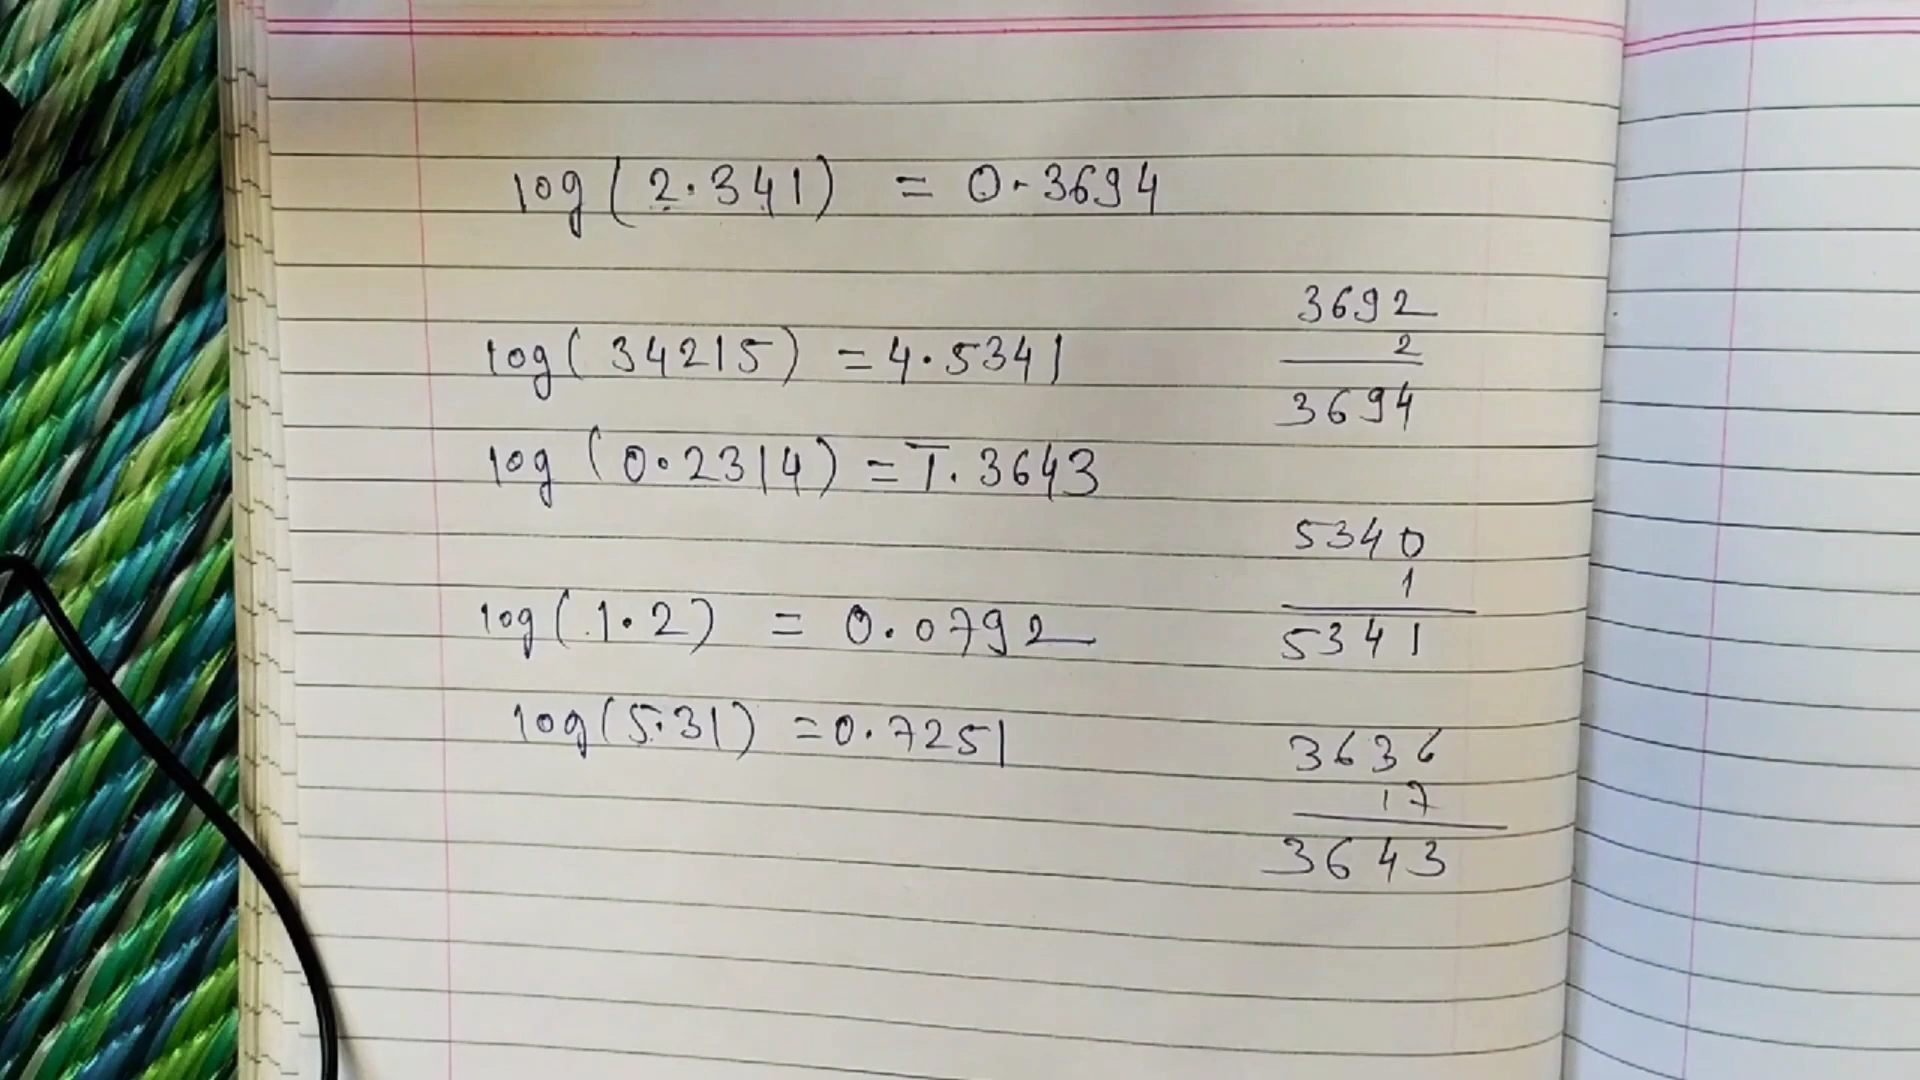 log(2.341) = 0.3694
log(34215) = 4.5341
log(0.2314) = 1̅.3643
log(1.2) = 0.0792
log(5.31) = 0.7251
3692
2
3694
5340
1
5341
3636
17
3643